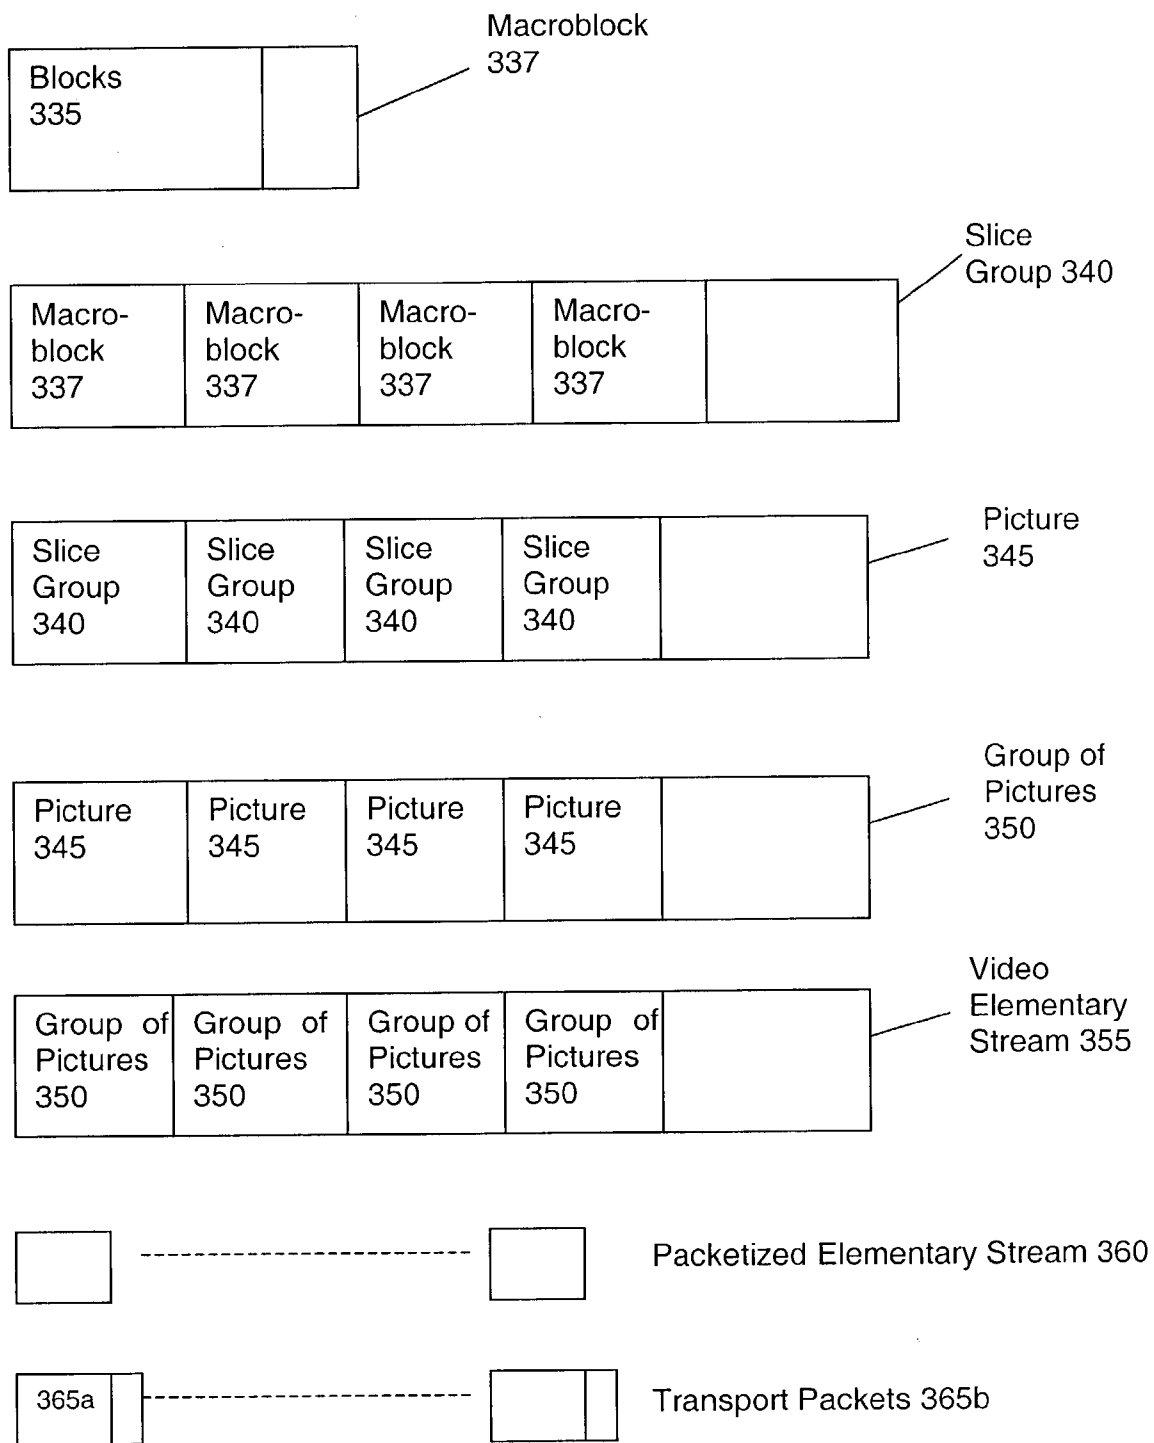 Macroblock
337
Blocks
335
Slice
Group 340
Macro-
block
337
Macro-
block
337
Macro-
block
337
Macro-
block
337
Picture
345
Slice
Group
340
Slice
Group
340
Slice
Group
340
Slice
Group
340
Group of
Pictures
350
Picture
345
Picture
345
Picture
345
Picture
345
Video
Elementary
Stream 355
Group of
Pictures
350
Group of
Pictures
350
Group of
Pictures
350
Group of
Pictures
350
Packetized Elementary Stream 360
365a
Transport Packets 365b